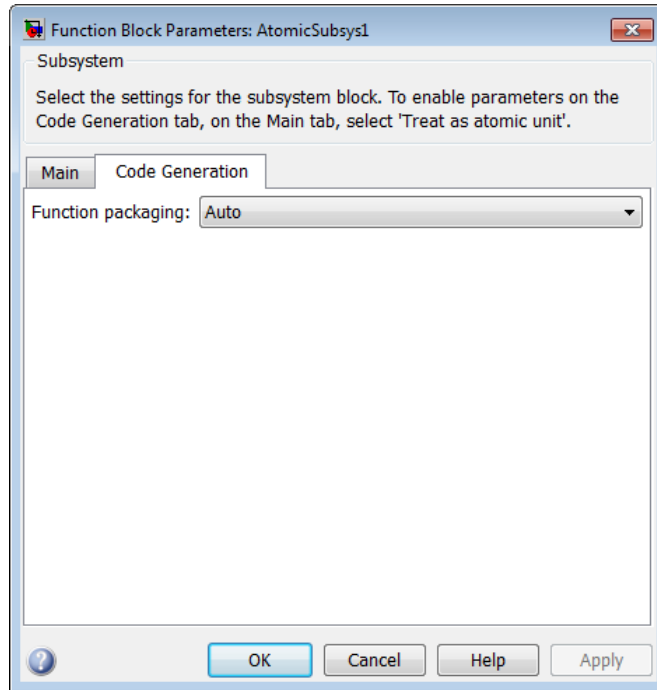 Function Block Parameters: AtomicSubsys1
Subsystem
Select the settings for the subsystem block. To enable parameters on the
Code Generation tab, on the Main tab, select 'Treat as atomic unit'.
Main Code Generation
Function packaging: Auto
? OK Cancel Help Apply